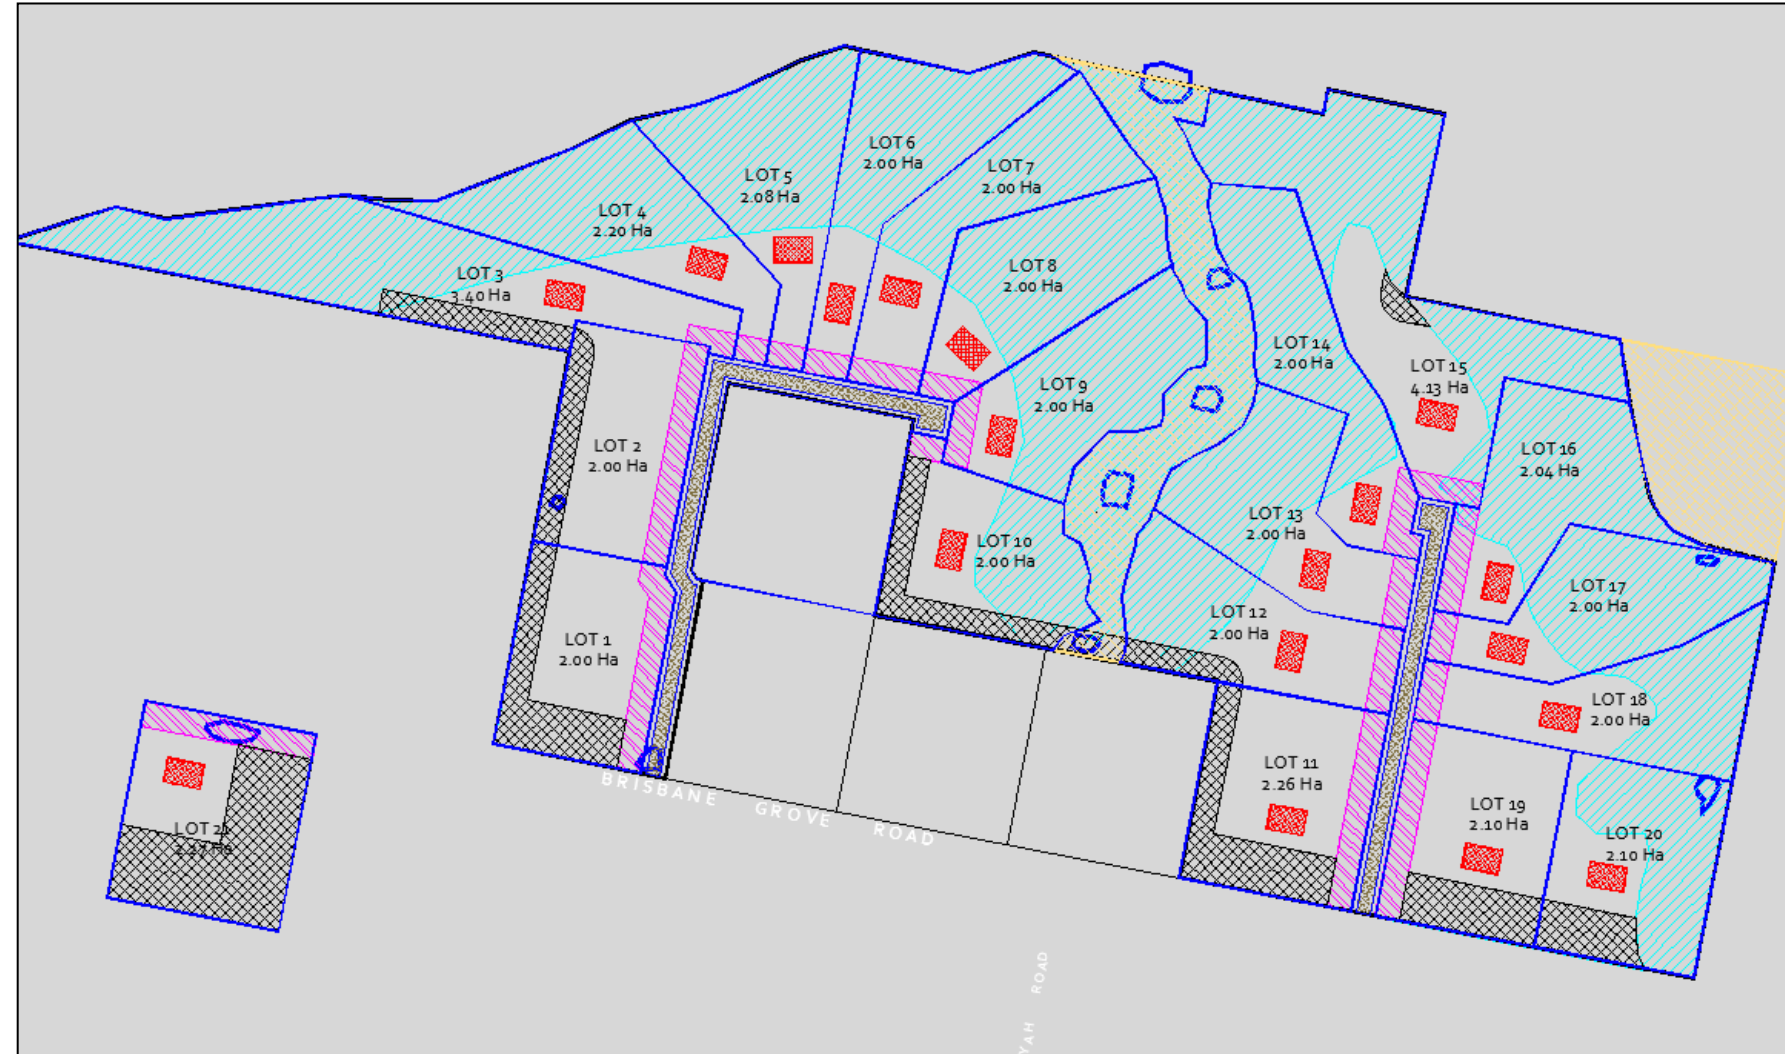 LOT 6
2.00 Ha
LOT 7
2.00 Ha
LOT 5
2.08 Ha
LOT 4
2.20 Ha
LOT 3
3.40 Ha
LOT 8
2.00 Ha
LOT 14
2.00 Ha
LOT 15
4.13 Ha
LOT 9
2.00 Ha
LOT 2
2.00 Ha
LOT 16
2.04 Ha
LOT 13
2.00 Ha
LOT 10
2.00 Ha
LOT 17
2.00 Ha
LOT 12
2.00 Ha
LOT 1
2.00 Ha
LOT 18
2.00 Ha
LOT 11
2.26 Ha
LOT 19
2.10 Ha
LOT 20
2.10 Ha
LOT 21
BRISBANE GROVE ROAD
YAH ROAD